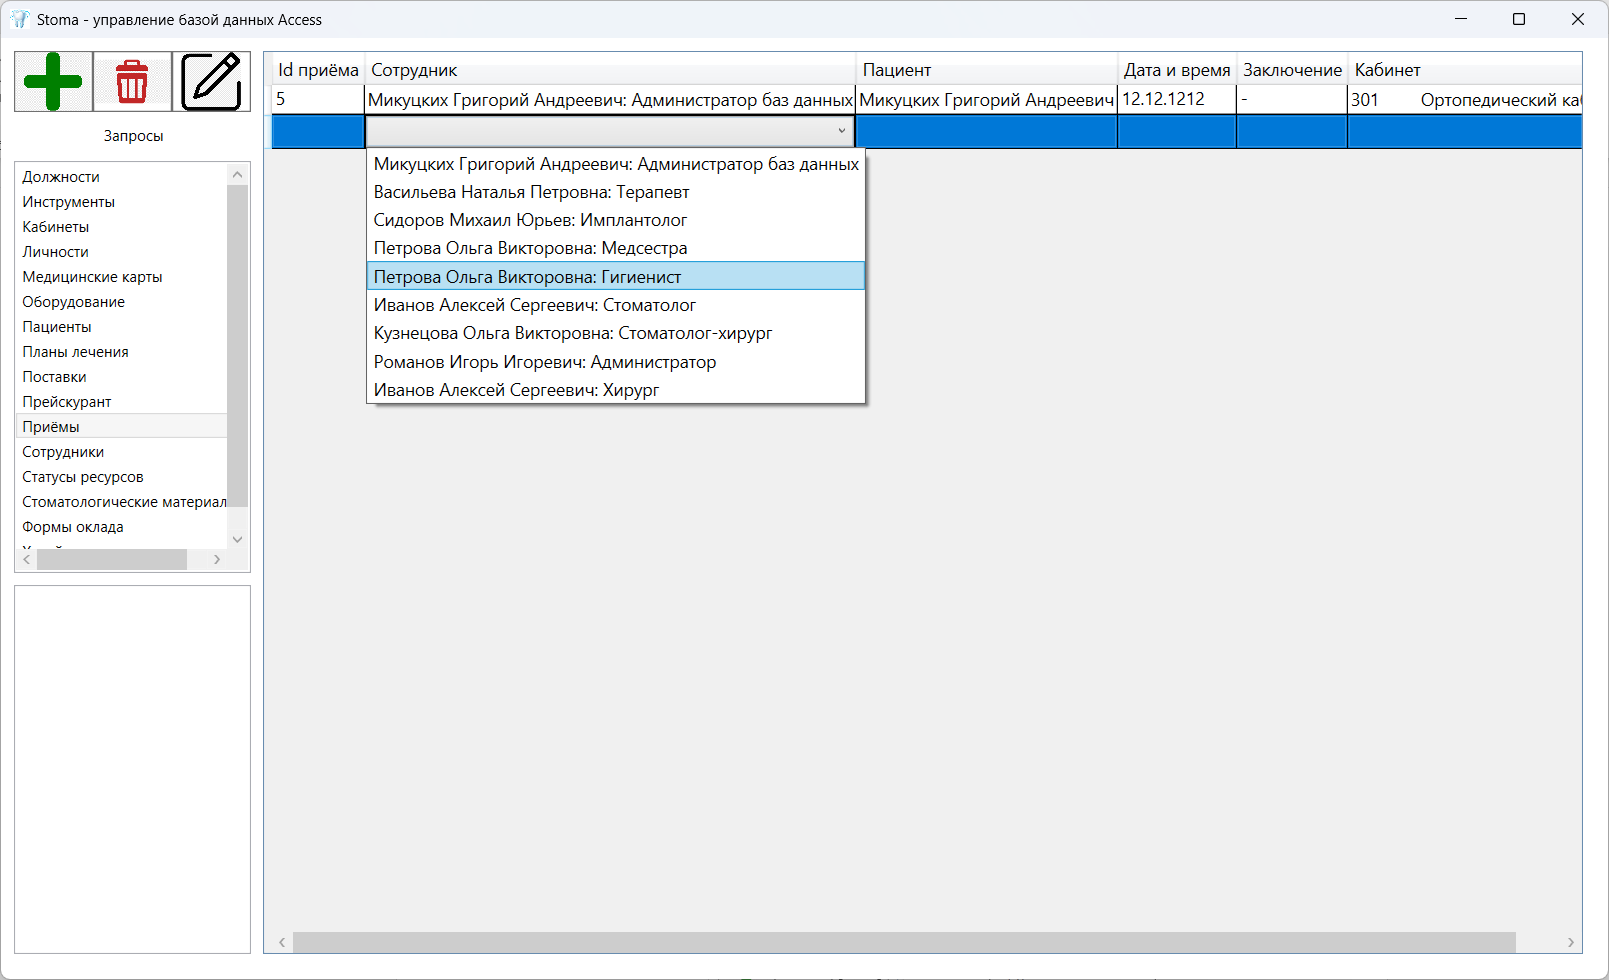 Stoma - управление базой данных Access
Запросы
Должности
Инструменты
Кабинеты
Личности
Медицинские карты
Оборудование
Пациенты
Планы лечения
Поставки
Прейскурант
Приёмы
Сотрудники
Статусы ресурсов
Стоматологические материал
Формы оклада
Id приёма Сотрудник Пациент Дата и время Заключение Кабинет
5 Микуцких Григорий Андреевич: Администратор баз данных Микуцких Григорий Андреевич 12.12.1212 - 301 Ортопедический каб
Микуцких Григорий Андреевич: Администратор баз данных
Васильева Наталья Петровна: Терапевт
Сидоров Михаил Юрьев: Имплантолог
Петрова Ольга Викторовна: Медсестра
Петрова Ольга Викторовна: Гигиенист
Иванов Алексей Сергеевич: Стоматолог
Кузнецова Ольга Викторовна: Стоматолог-хирург
Романов Игорь Игоревич: Администратор
Иванов Алексей Сергеевич: Хирург